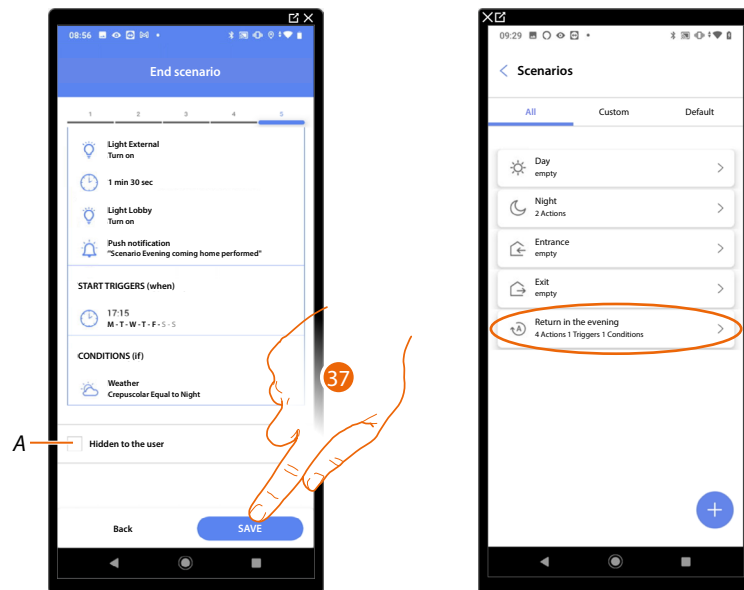 08:56
End scenario
1 2 3 4 5
Light External
Turn on
1 min 30 sec
Light Lobby
Turn on
Push notification
"Scenario Evening coming home performed"
START TRIGGERS (when)
17:15
M - T - W - T - F - S - S
CONDITIONS (if)
Weather
Crepuscolar Equal to Night
A
Hidden to the user
37
Back SAVE
09:29
< Scenarios
All Custom Default
Day
empty
Night
2 Actions
Entrance
empty
Exit
empty
A
Return in the evening
4 Actions 1 Triggers 1 Conditions
+